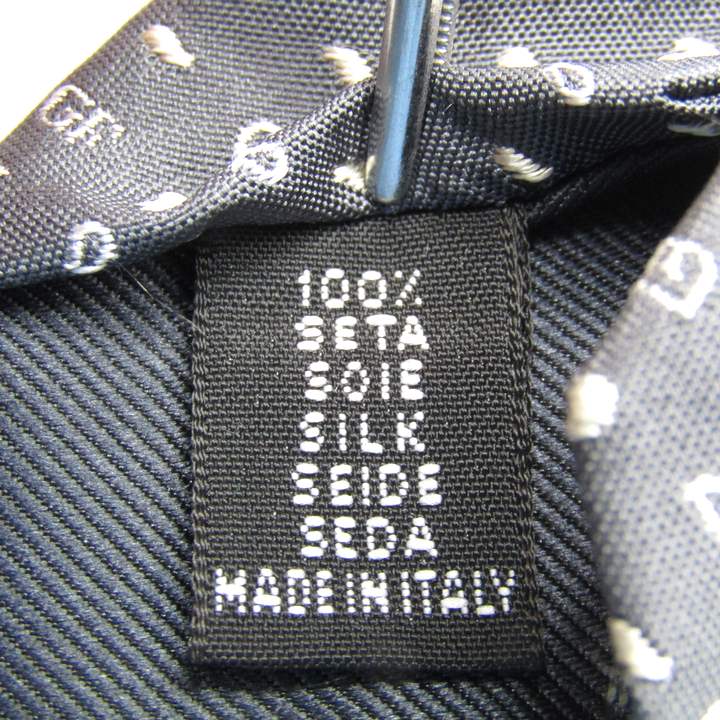 100%
SETA
SOIE
SILK
SEIDE
SEDA
MADE IN ITALY